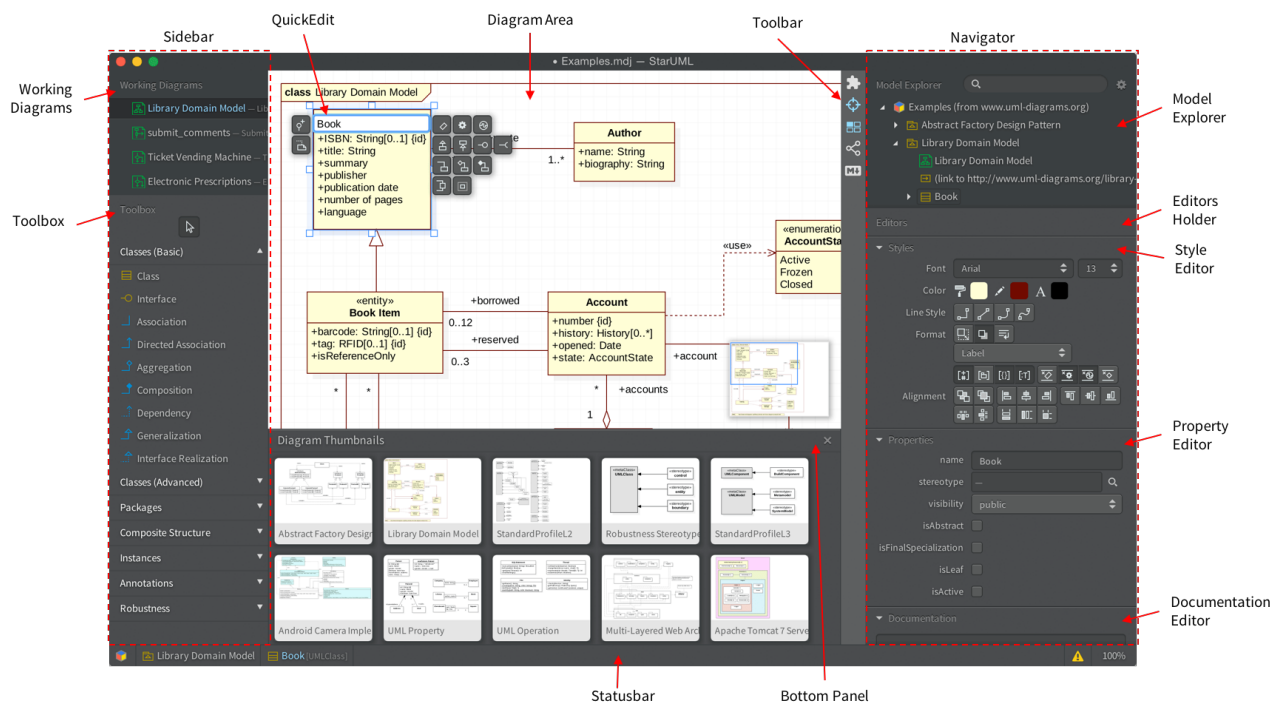 QuickEdit
Diagram Area
Toolbar
Sidebar
Navigator
Working
Diagrams
Toolbox
Model
Explorer
Editors
Holder
Style
Editor
Property
Editor
Documentation
Editor
Statusbar
Bottom Panel
Examples.mdj — StarUML
Working Diagrams
Library Domain Model — Lib
submit_comments — Submit
Ticket Vending Machine — T
Electronic Prescriptions — E
Toolbox
Classes (Basic)
Class
Interface
Association
Directed Association
Aggregation
Composition
Dependency
Generalization
Interface Realization
Classes (Advanced)
Packages
Composite Structure
Instances
Annotations
Robustness
class Library Domain Model
Book
+ISBN: String[0..1] {id}
+title: String
+summary
+publisher
+publication date
+number of pages
+language
1..*
Author
+name: String
+biography: String
«use»
«enumeratio
AccountSta
Active
Frozen
Closed
«entity»
Book Item
+barcode: String[0..1] {id}
+tag: RFID[0..1] {id}
+isReferenceOnly
+borrowed
0..12
+reserved
0..3
Account
+number {id}
+history: History[0..*]
+opened: Date
+state: AccountState
+account
*
*
*
+accounts
1
Diagram Thumbnails
Abstract Factory Design
Library Domain Model
StandardProfileL2
Robustness Stereotype
StandardProfileL3
Android Camera Imple
UML Property
UML Operation
Multi-Layered Web Arc
Apache Tomcat 7 Serve
Model Explorer
Examples (from www.uml-diagrams.org)
Abstract Factory Design Pattern
Library Domain Model
Library Domain Model
(link to http://www.uml-diagrams.org/library-
Book
Editors
Styles
Font Arial 13
Color A
Line Style
Format
Label
Alignment
Properties
name Book
stereotype —
visibility public
isAbstract
isFinalSpecialization
isLeaf
isActive
Documentation
Library Domain Model
Book [UMLClass]
100%